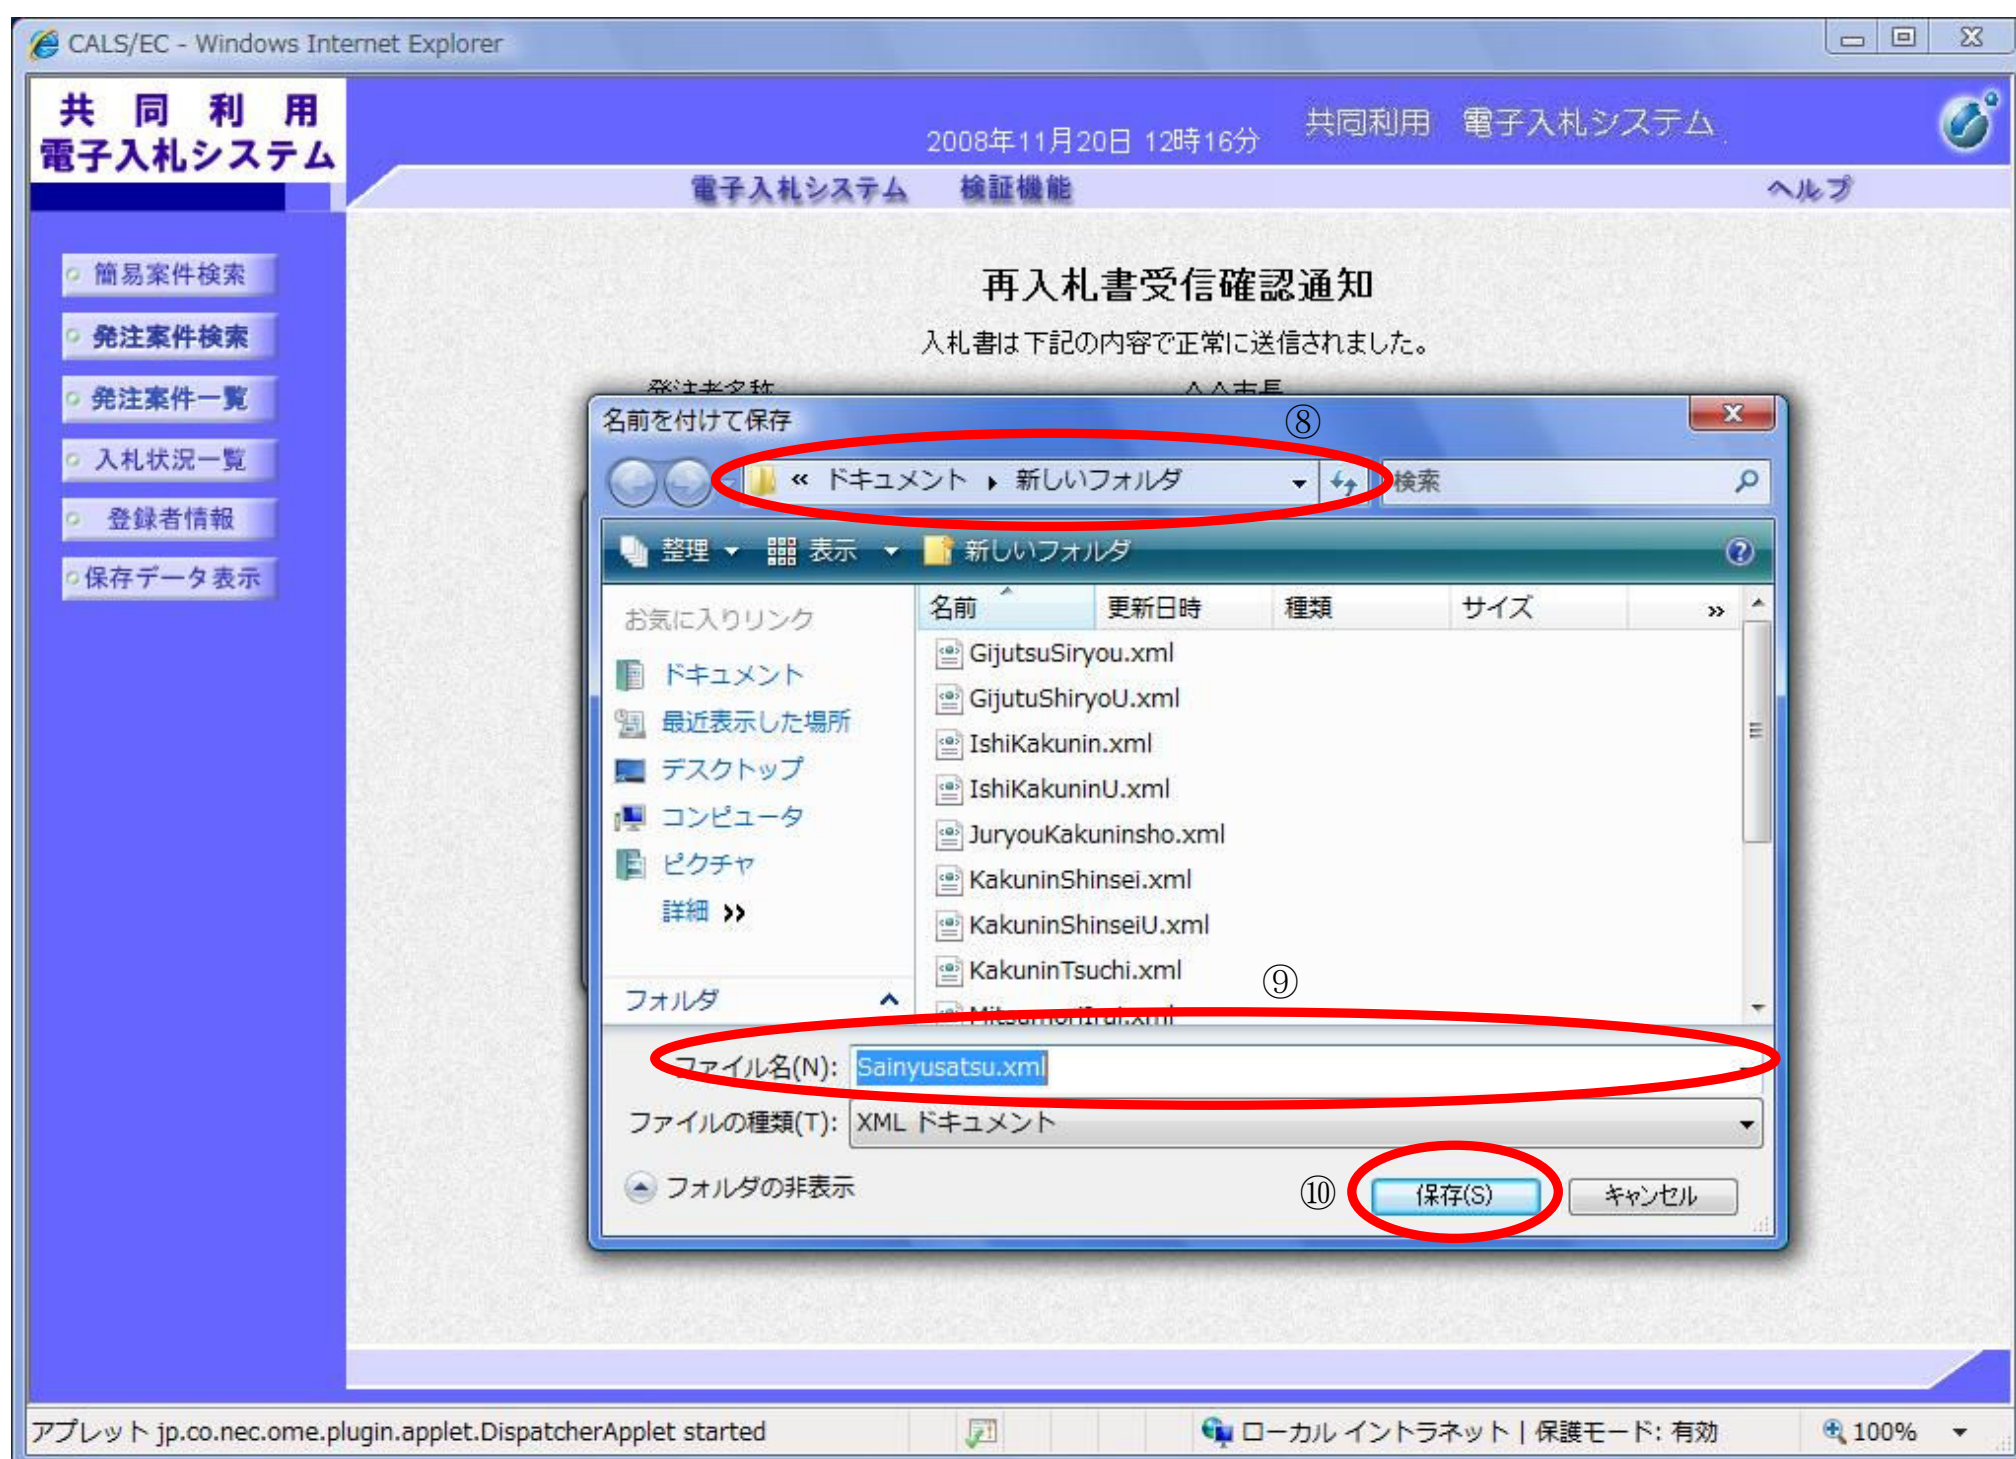 CALS/EC - Windows Internet Explorer
共同利用
電子入札システム
2008年11月20日 12時16分
共同利用 電子入札システム
電子入札システム
検証機能
ヘルプ
簡易案件検索
発注案件検索
発注案件一覧
入札状況一覧
登録者情報
保存データ表示
再入札書受信確認通知
入札書は下記の内容で正常に送信されました。
発注者名称
名前を付けて保存
⑧
« ドキュメント ▸ 新しいフォルダ
検索
整理 表示 新しいフォルダ
お気に入りリンク
ドキュメント
最近表示した場所
デスクトップ
コンピュータ
ピクチャ
詳細 »
フォルダ
名前 更新日時 種類 サイズ »
GijutsuSiryou.xml
GijutuShiryoU.xml
IshiKakunin.xml
IshiKakuninU.xml
JuryouKakuninsho.xml
KakuninShinsei.xml
KakuninShinseiU.xml
KakuninTsuchi.xml
MitsumoriIrai.xml
⑨
ファイル名(N): Sainyusatsu.xml
ファイルの種類(T): XML ドキュメント
フォルダの非表示
⑩
保存(S)
キャンセル
アプレット jp.co.nec.ome.plugin.applet.DispatcherApplet started
ローカル イントラネット | 保護モード: 有効
100%